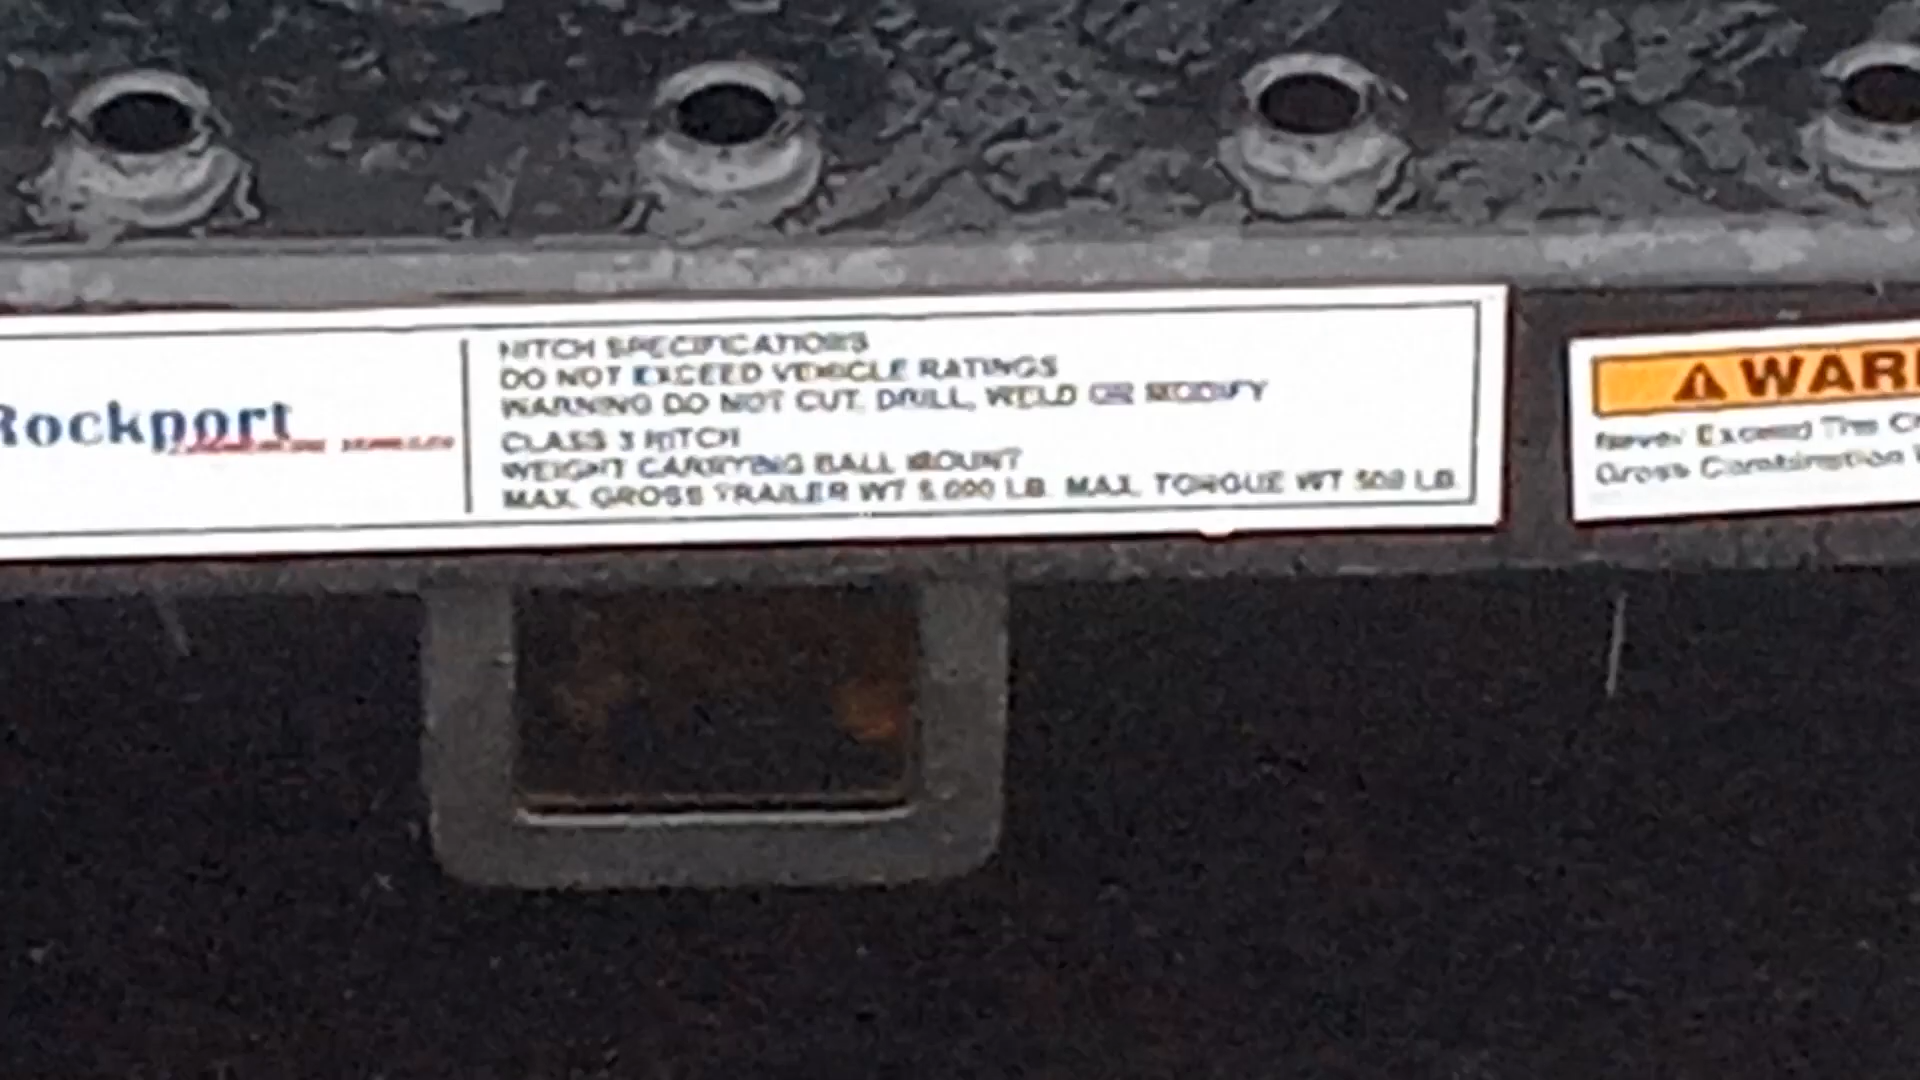 Rockport
HITCH SPECIFICATIONS
DO NOT EXCEED VEHICLE RATINGS
WARNING DO NOT CUT, DRILL, WELD OR MODIFY
CLASS 3 HITCH
WEIGHT CARRYING BALL MOUNT
MAX. GROSS TRAILER WT 5,000 LB. MAX. TONGUE WT 500 LB.
WAR
Never Exceed The
Gross Combination